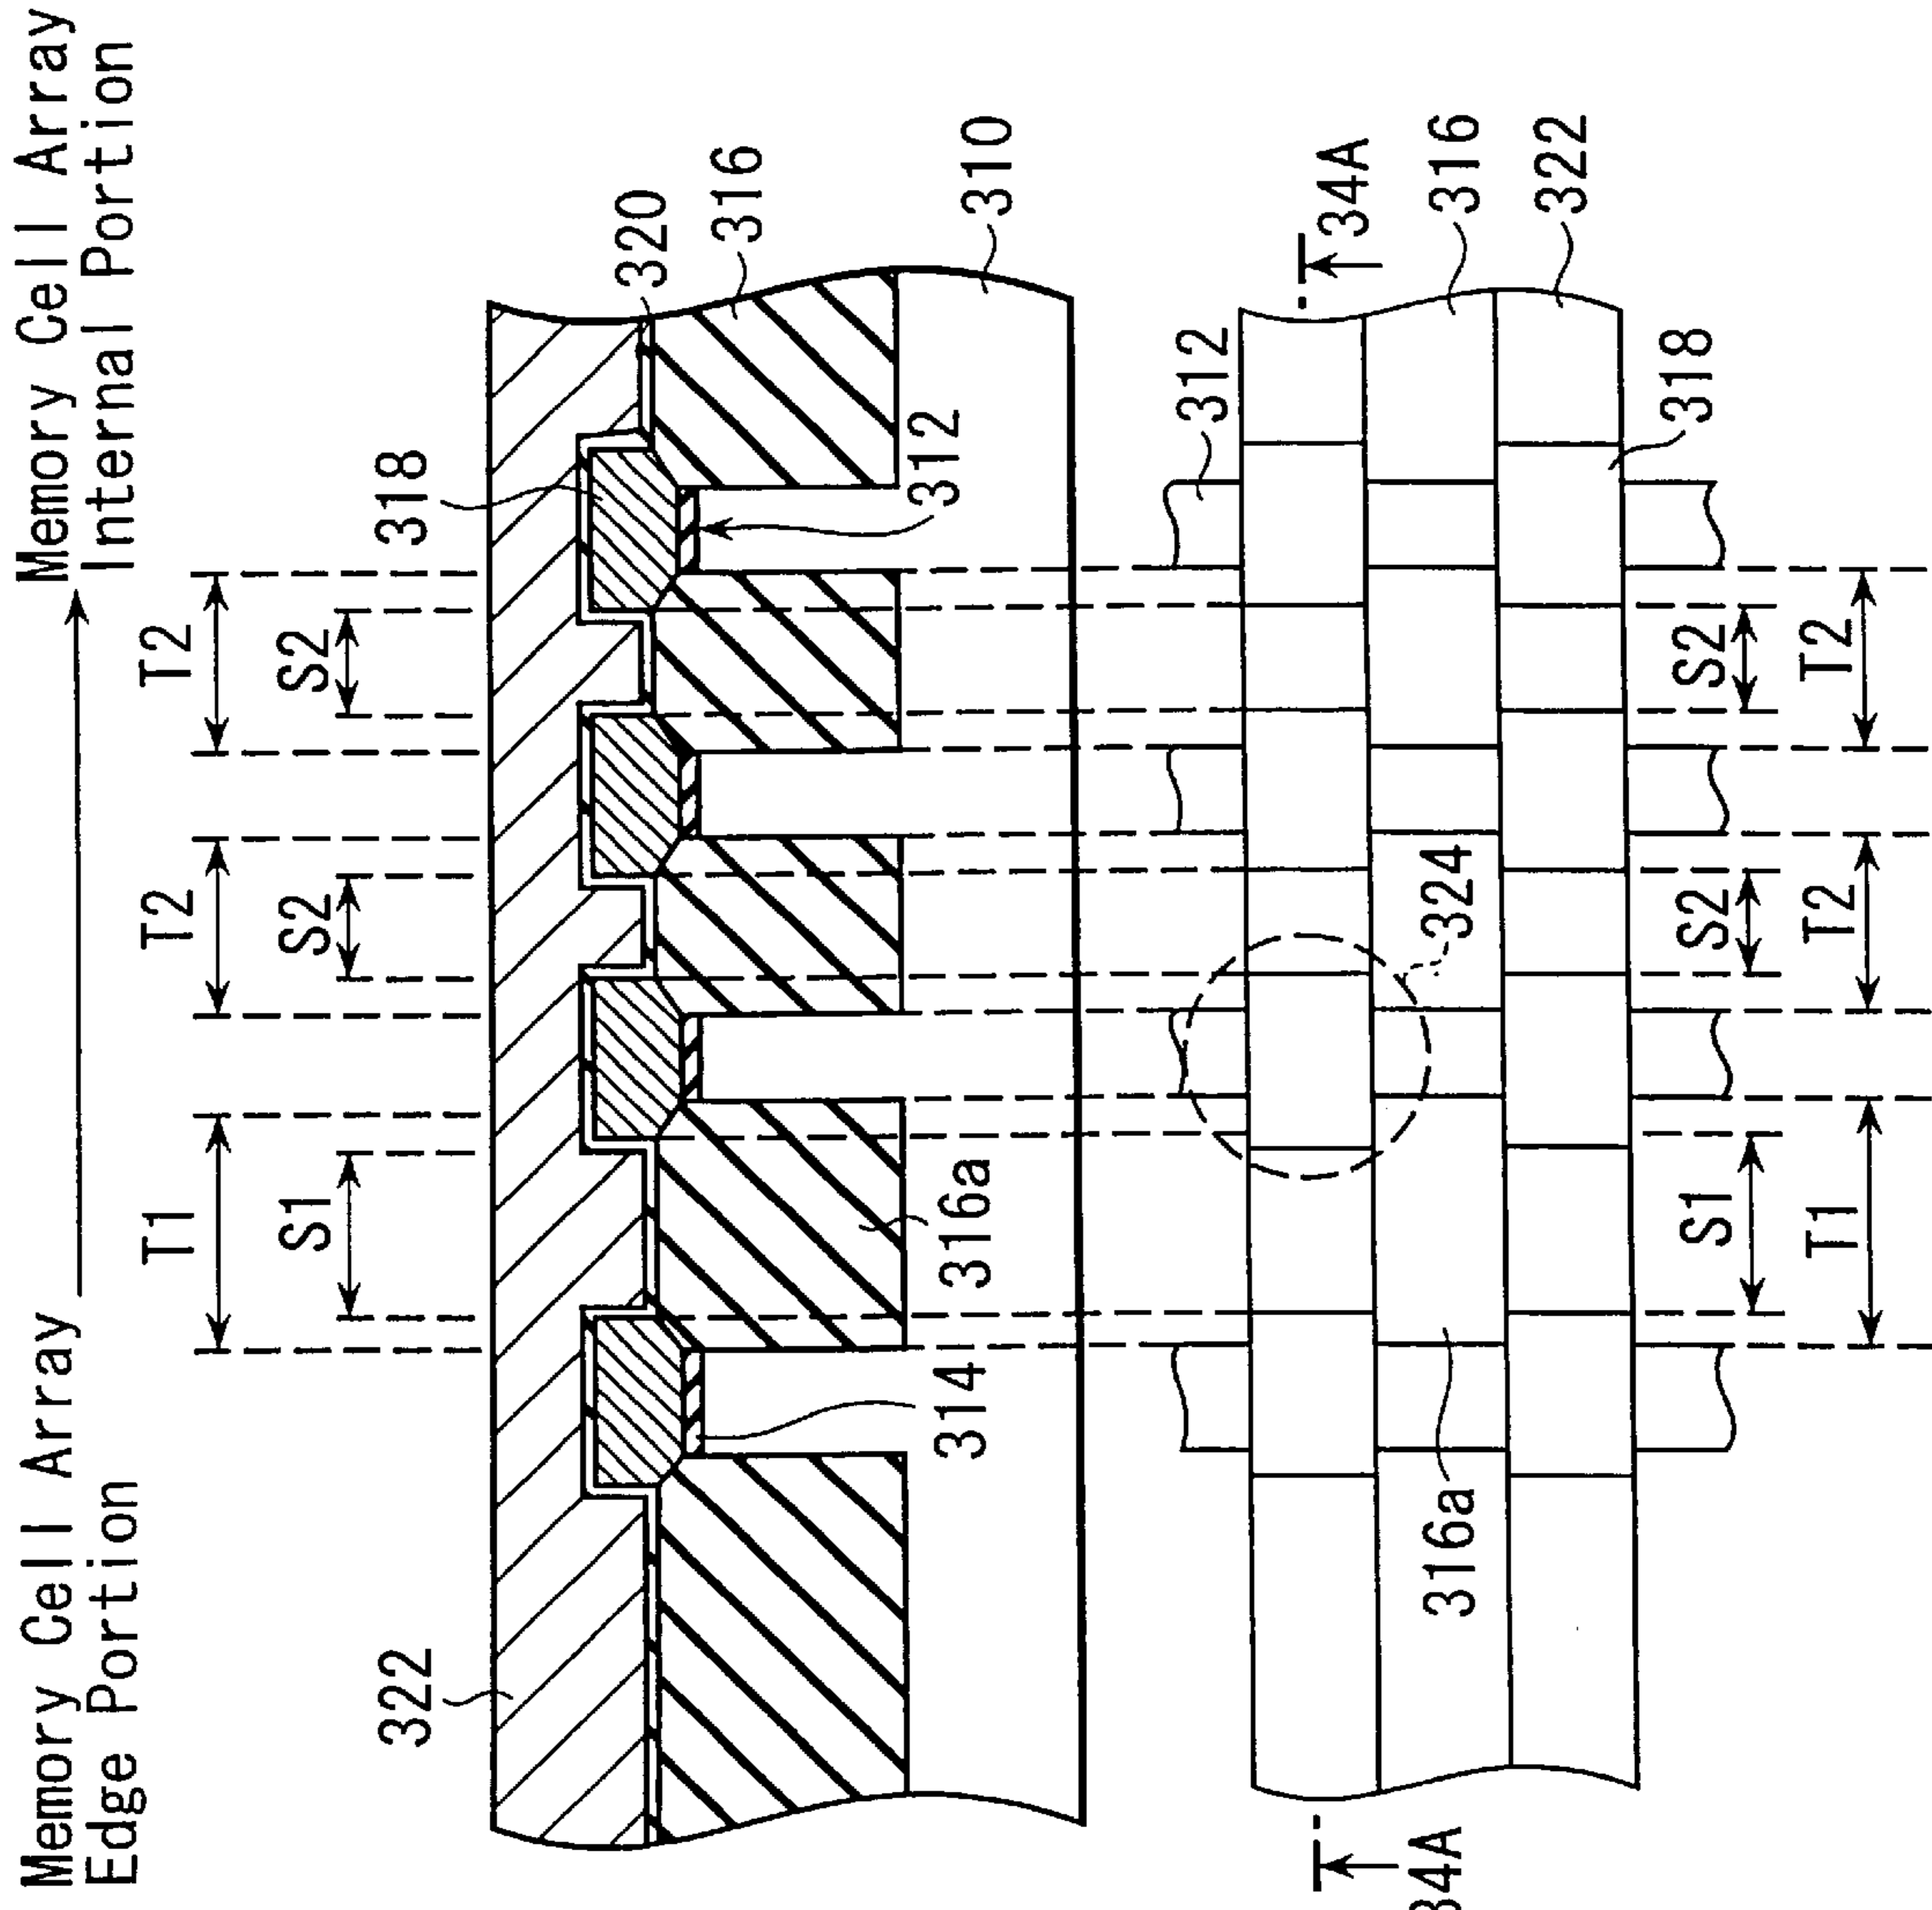 Memory Cell Array
Edge Portion
Memory Cell Array
Internal Portion
T1
T2
T2
S1
S2
S2
322
318
320
316
314
316a
312
310
312
34A
324
316
316a
322
318
34A
S1
S2
S2
T1
T2
T2